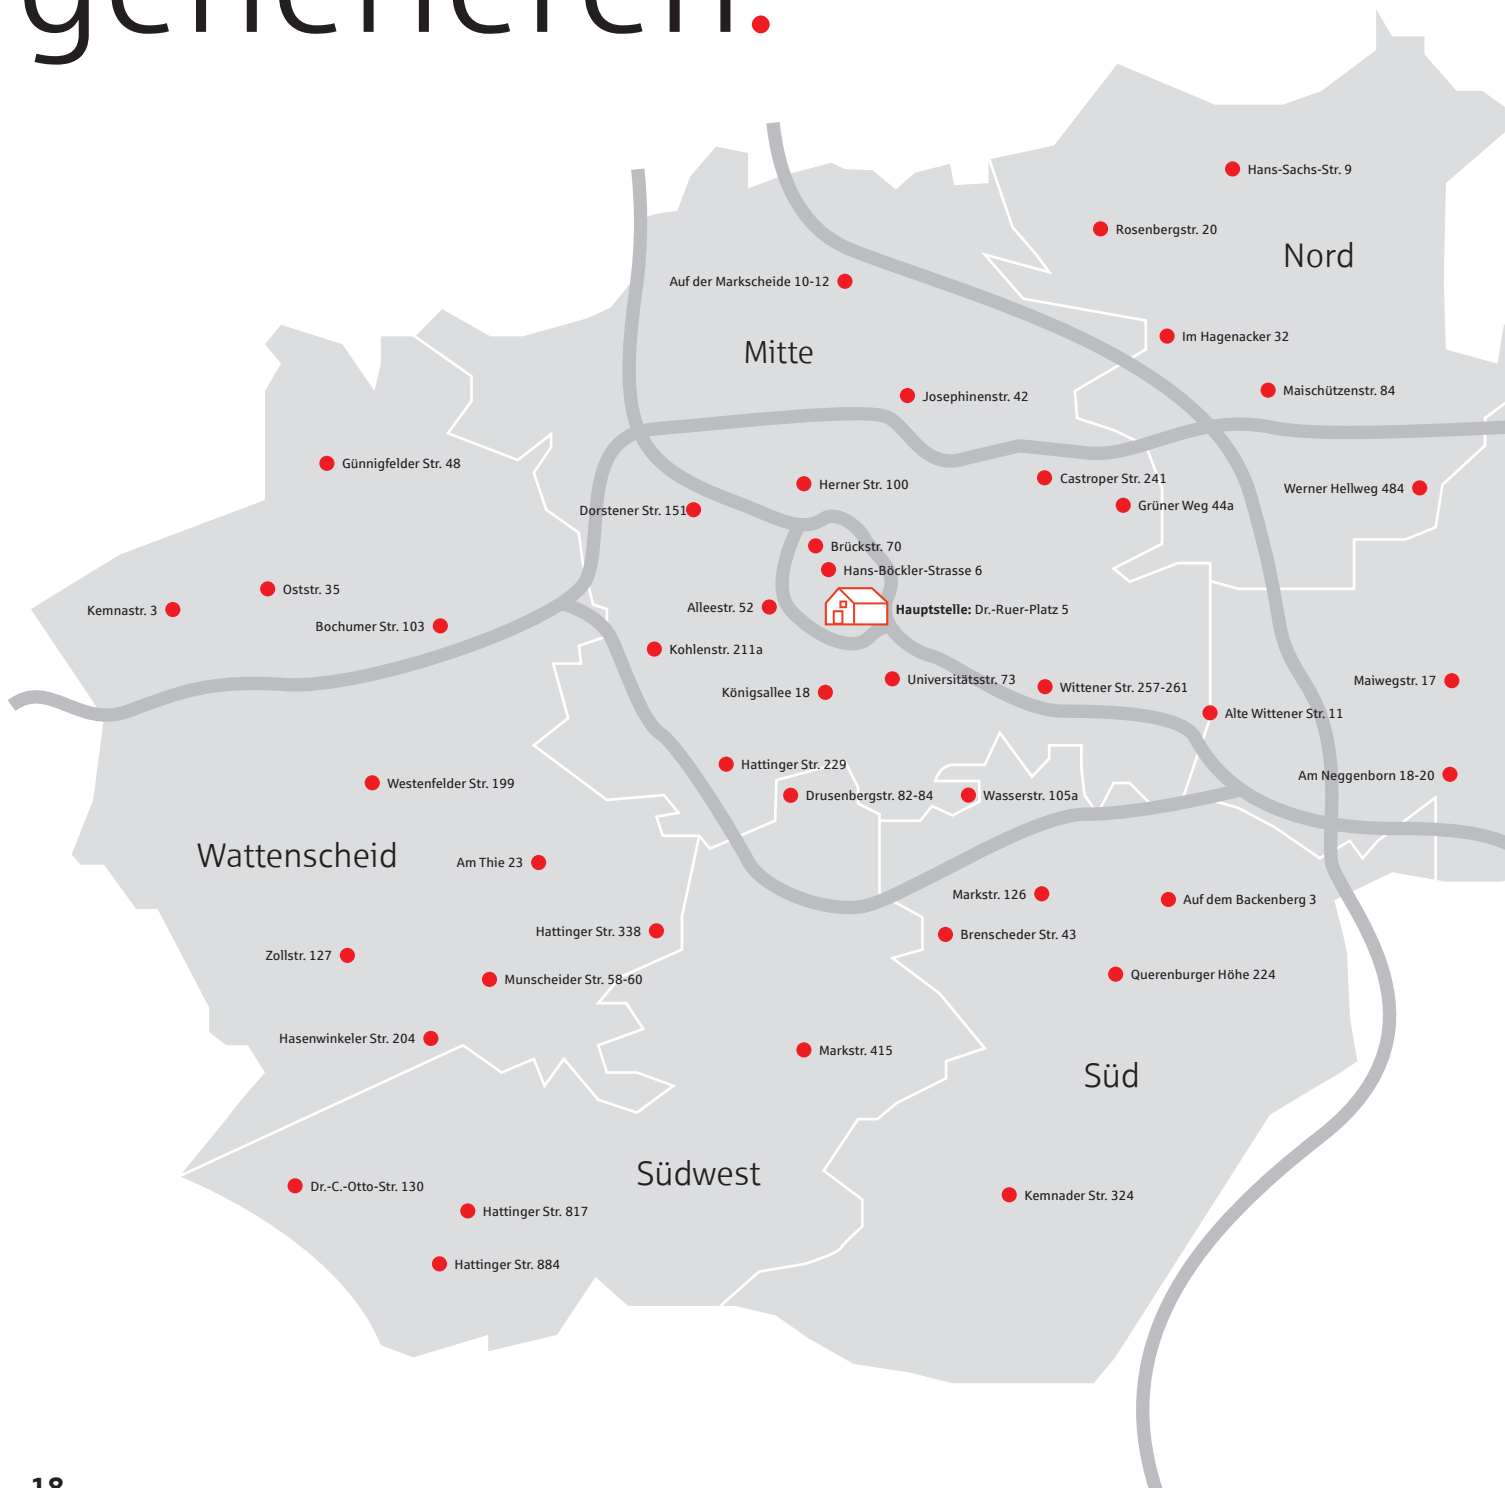 Hans-Sachs-Str. 9
Rosenbergstr. 20
Nord
Auf der Markscheide 10-12
Im Hagenacker 32
Mitte
Maischützenstr. 84
Josephinenstr. 42
Günnigfelder Str. 48
Castroper Str. 241
Herner Str. 100
Werner Hellweg 484
Grüner Weg 44a
Dorstener Str. 151
Brückstr. 70
Hans-Böckler-Strasse 6
Oststr. 35
Kemnastr. 3
Alleestr. 52
Hauptstelle: Dr.-Ruer-Platz 5
Bochumer Str. 103
Kohlenstr. 211a
Universitätsstr. 73
Maiwegstr. 17
Königsallee 18
Wittener Str. 257-261
Alte Wittener Str. 11
Hattinger Str. 229
Am Neggenborn 18-20
Westenfelder Str. 199
Drusenbergstr. 82-84
Wasserstr. 105a
Wattenscheid
Am Thie 23
Markstr. 126
Auf dem Backenberg 3
Hattinger Str. 338
Brenscheder Str. 43
Zollstr. 127
Querenburger Höhe 224
Munscheider Str. 58-60
Hasenwinkeler Str. 204
Markstr. 415
Süd
Südwest
Dr.-C.-Otto-Str. 130
Kemnader Str. 324
Hattinger Str. 817
Hattinger Str. 884
18